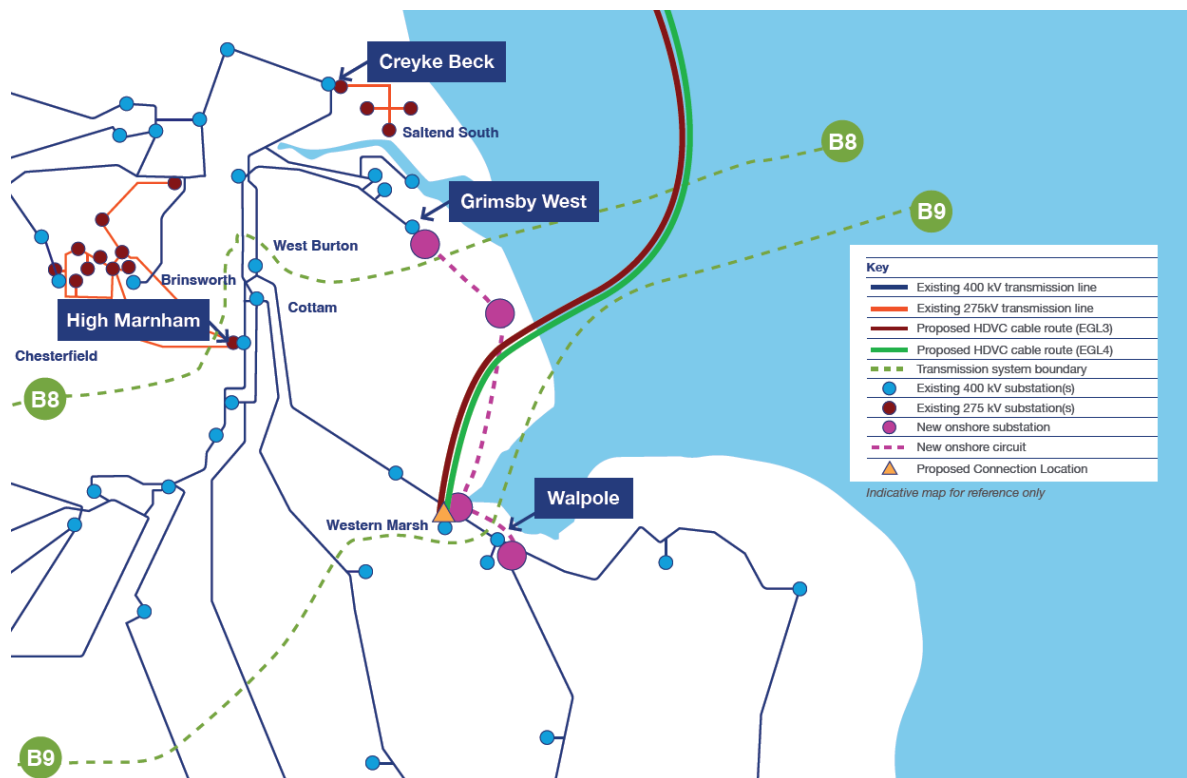 Creyke Beck
Saltend South
B8
Grimsby West
B9
West Burton
Brinsworth
Cottam
High Marnham
Chesterfield
B8
Key
Existing 400 kV transmission line
Existing 275kV transmission line
Proposed HDVC cable route (EGL3)
Proposed HDVC cable route (EGL4)
Transmission system boundary
Existing 400 kV substation(s)
Existing 275 kV substation(s)
New onshore substation
New onshore circuit
Proposed Connection Location
Indicative map for reference only
Walpole
Western Marsh
B9